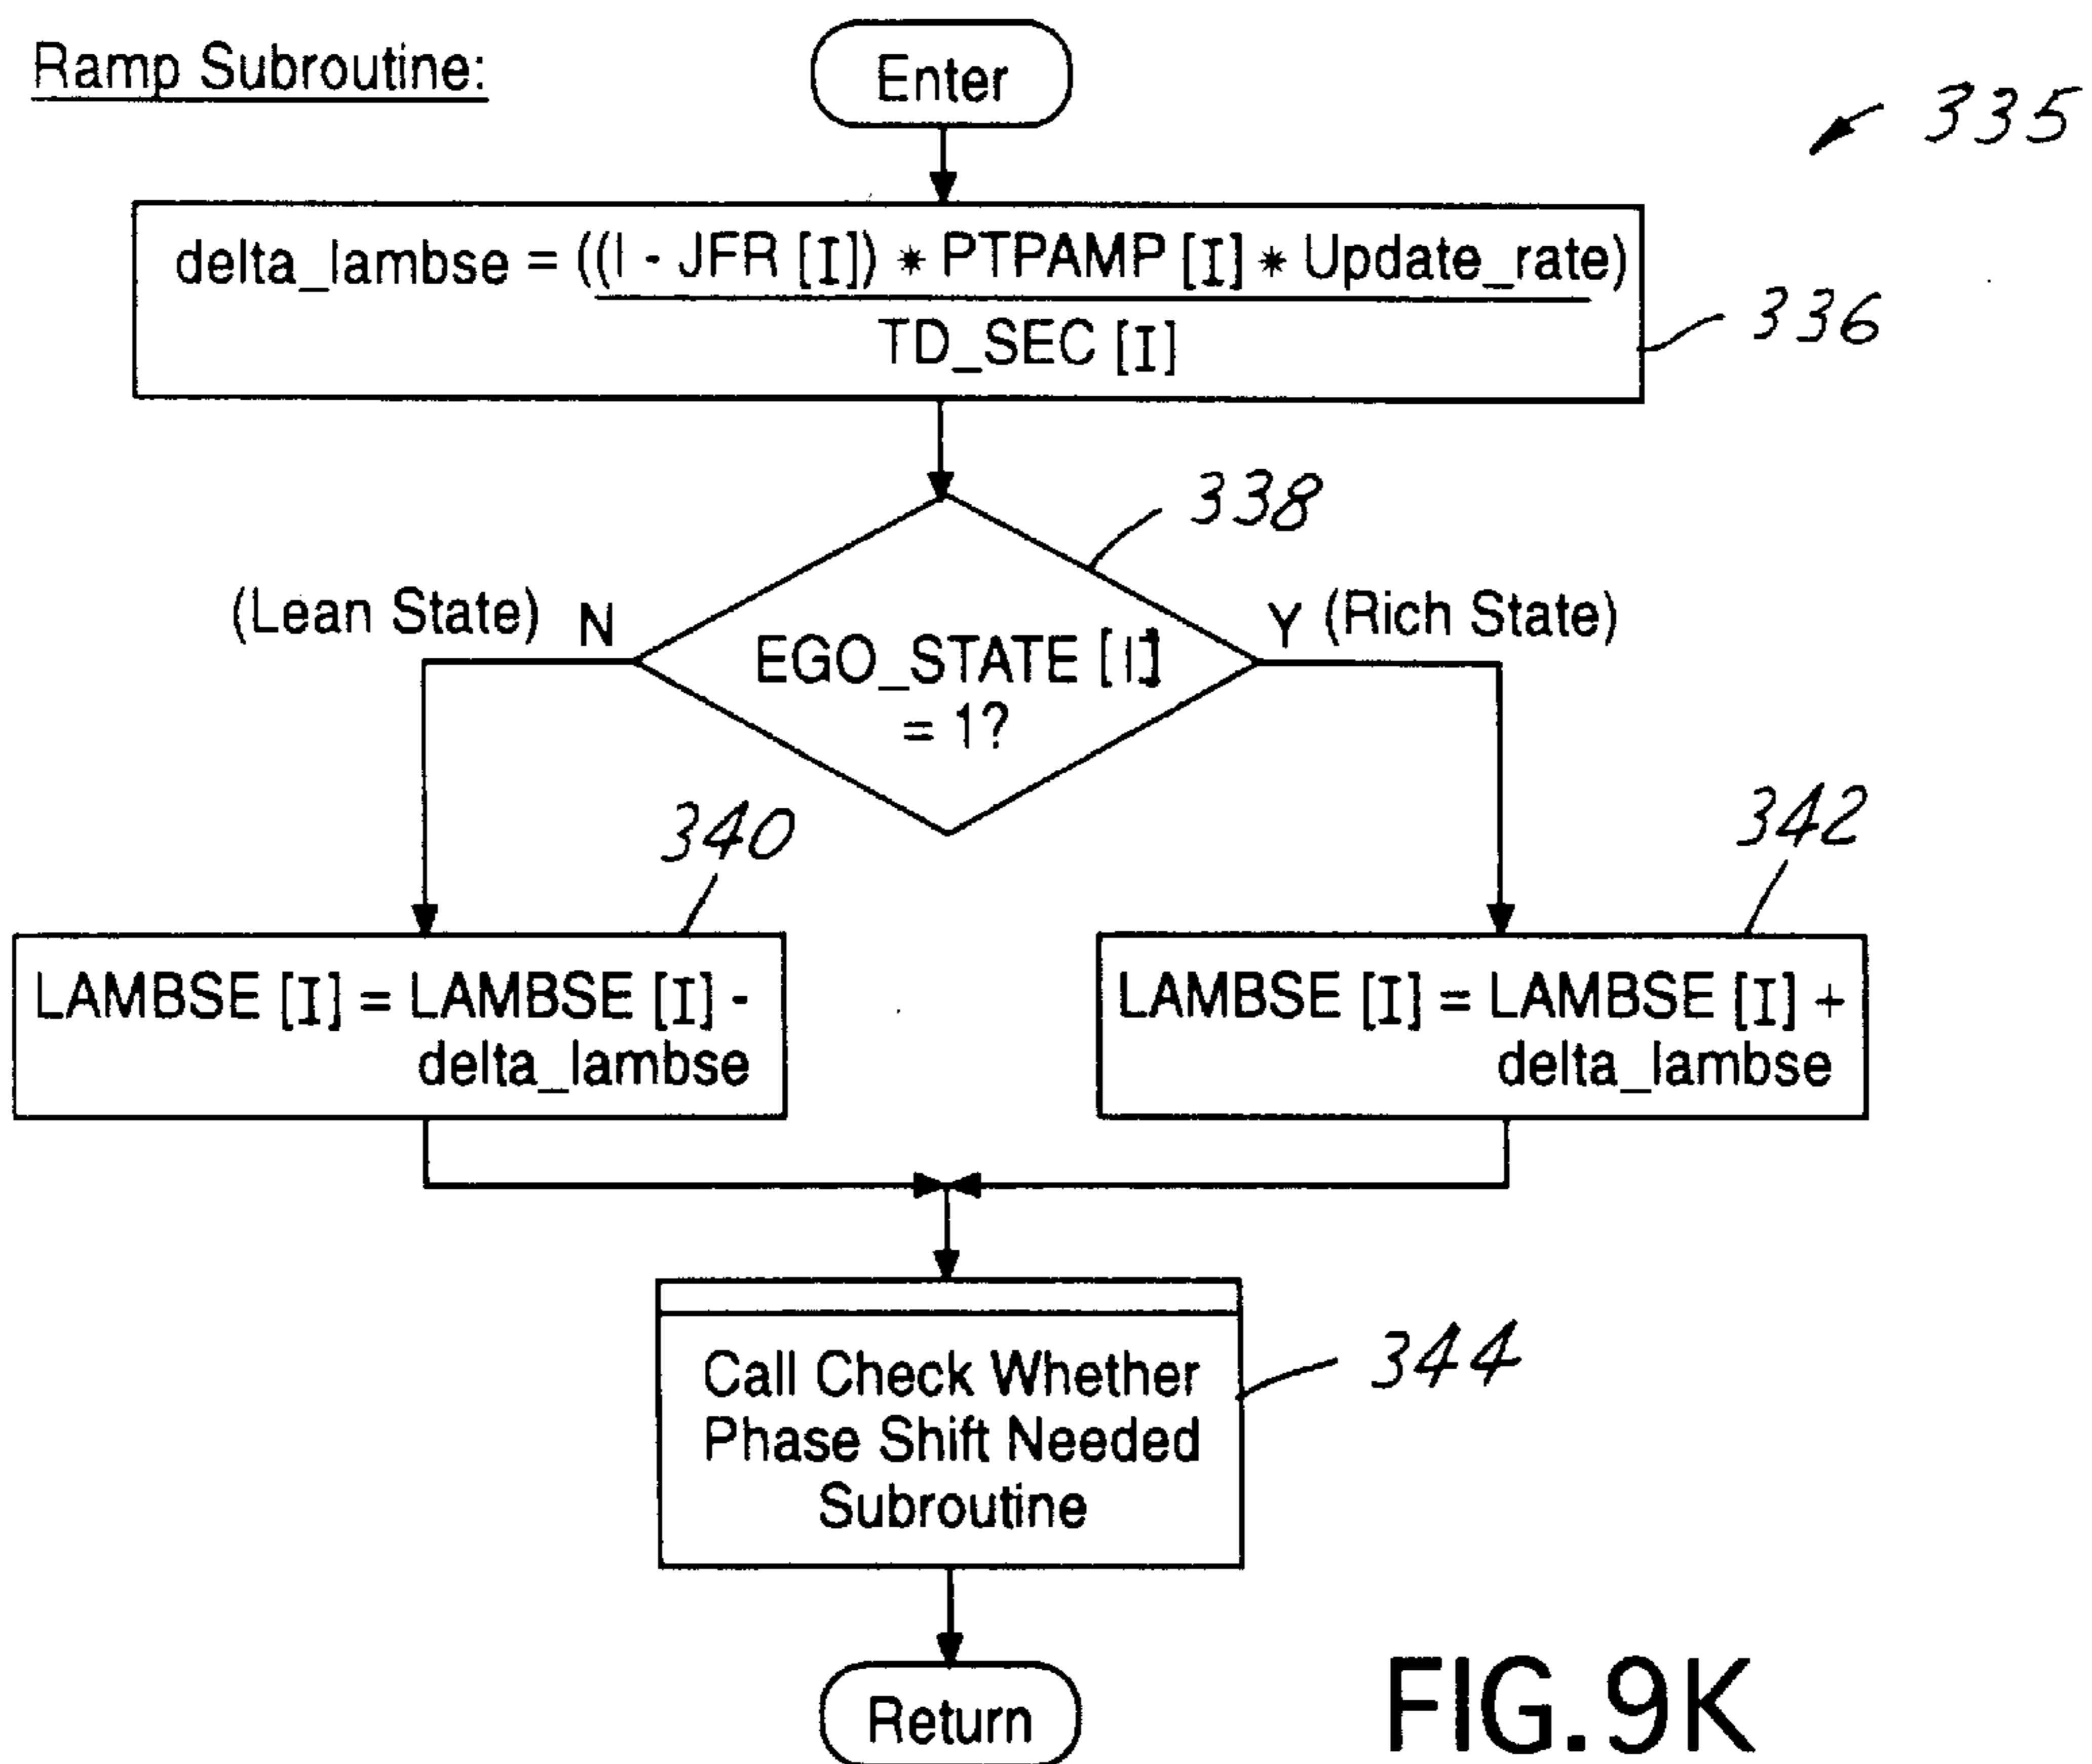 Ramp Subroutine:
Enter
335
delta_lambse = ((I - JFR [I]) * PTPAMP [I] * Update_rate)
TD_SEC [I]
336
338
(Lean State) N
Y (Rich State)
EGO_STATE [I]
= 1?
340
342
LAMBSE [I] = LAMBSE [I] -
delta_lambse
LAMBSE [I] = LAMBSE [I] +
delta_lambse
Call Check Whether
Phase Shift Needed
Subroutine
344
Return
FIG. 9K